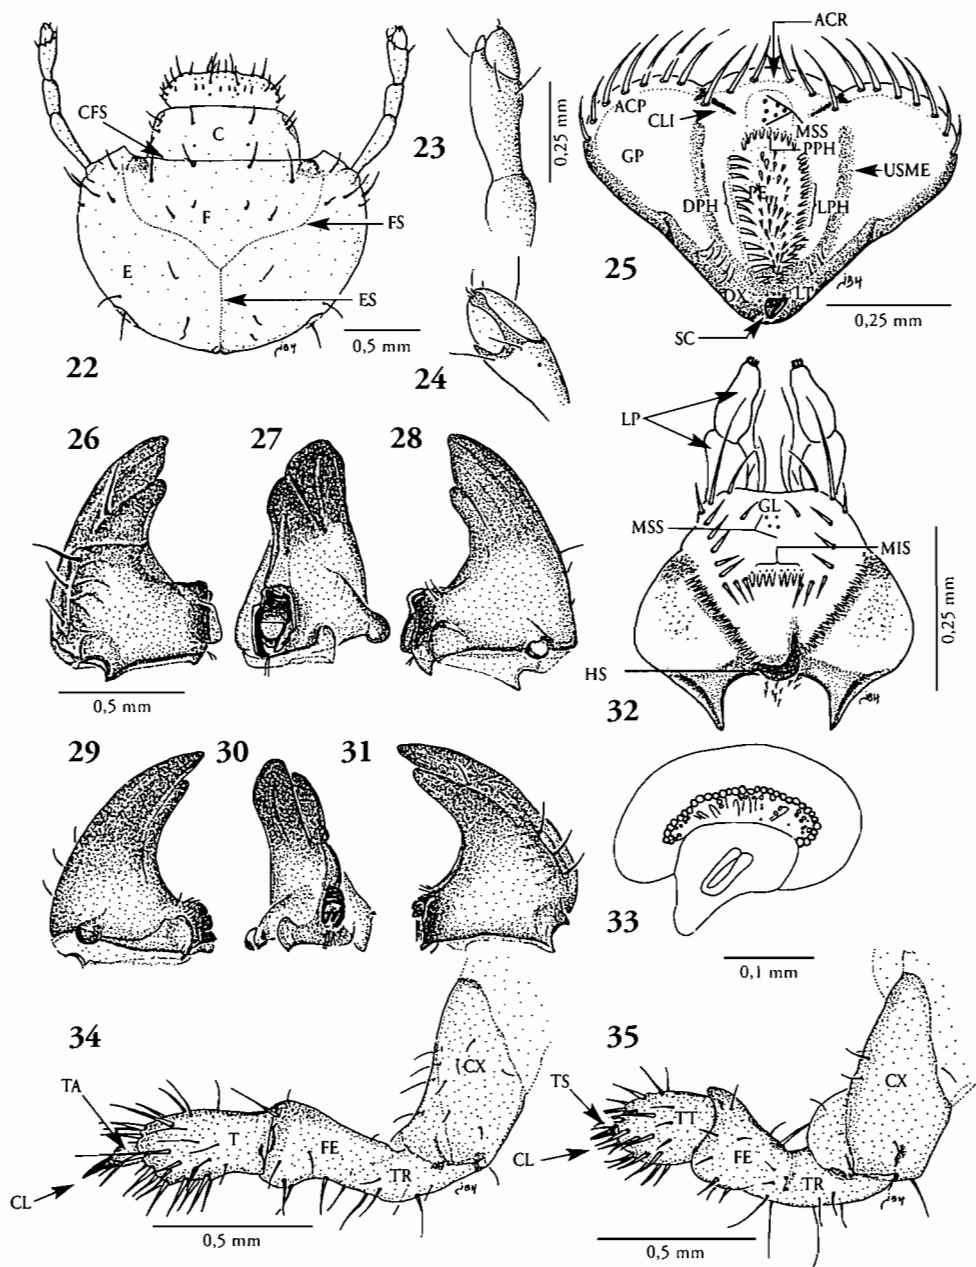 CFS
C
F
FS
E
ES
0,5 mm
22
23
0,25 mm
24
ACR
ACP
CLI
MSS
PPH
GP
USME
DPH
LPH
25
DX
LT
SC
0,25 mm
26
27
28
0,5 mm
LP
GL
MSS
MIS
HS
0,25 mm
32
29
30
31
33
0,1 mm
34
TA
T
FE
TR
CX
CL
0,5 mm
35
TS
TT
FE
TR
CX
CL
0,5 mm